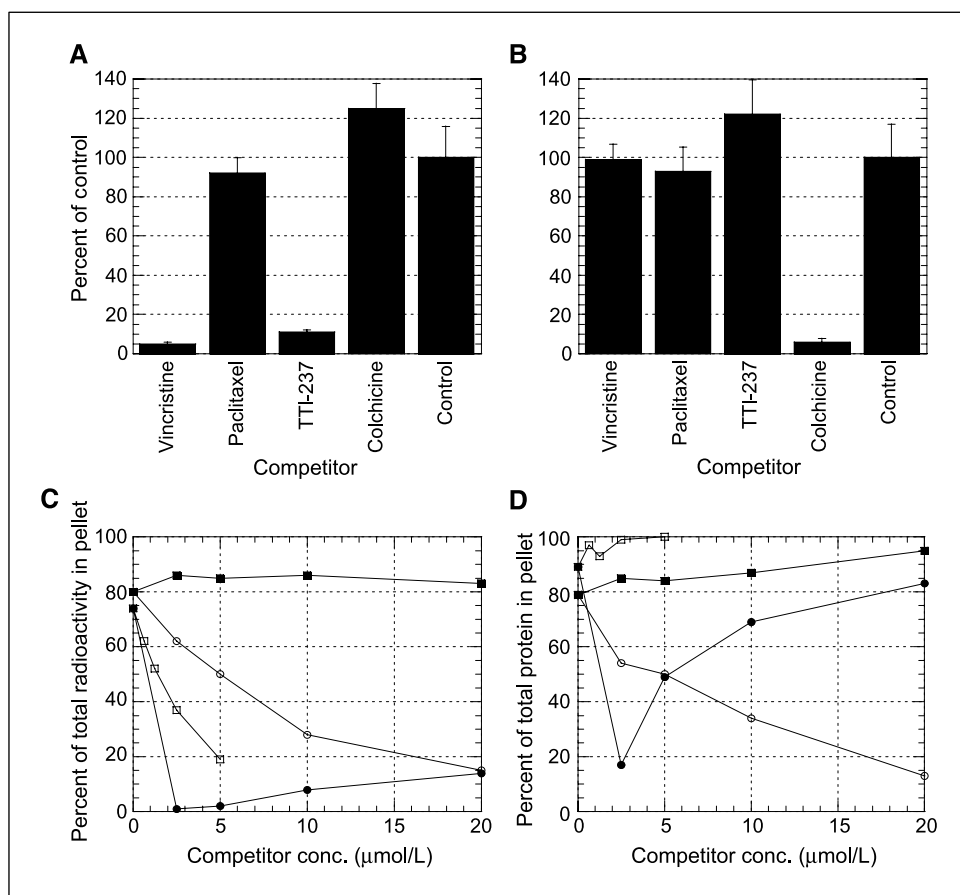 A
B
Percent of control
140
120
100
80
60
40
20
0
Vincristine
Paclitaxel
TTI-237
Colchicine
Control
Competitor
140
120
100
80
60
40
20
0
Vincristine
Paclitaxel
TTI-237
Colchicine
Control
Competitor
C
D
Percent of total radioactivity in pellet
100
80
60
40
20
0
0
5
10
15
20
Competitor conc. (μmol/L)
Percent of total protein in pellet
100
80
60
40
20
0
0
5
10
15
20
Competitor conc. (μmol/L)